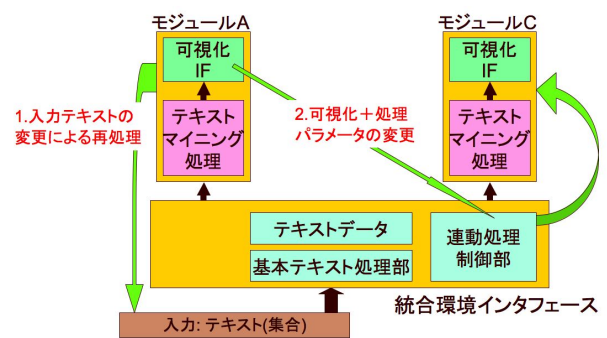 モジュールA
モジュールC
可視化
IF
可視化
IF
1.入力テキストの
変更による再処理
2.可視化＋処理
パラメータの変更
テキスト
マイニング
処理
テキスト
マイニング
処理
テキストデータ
基本テキスト処理部
連動処理
制御部
統合環境インタフェース
入力: テキスト(集合)